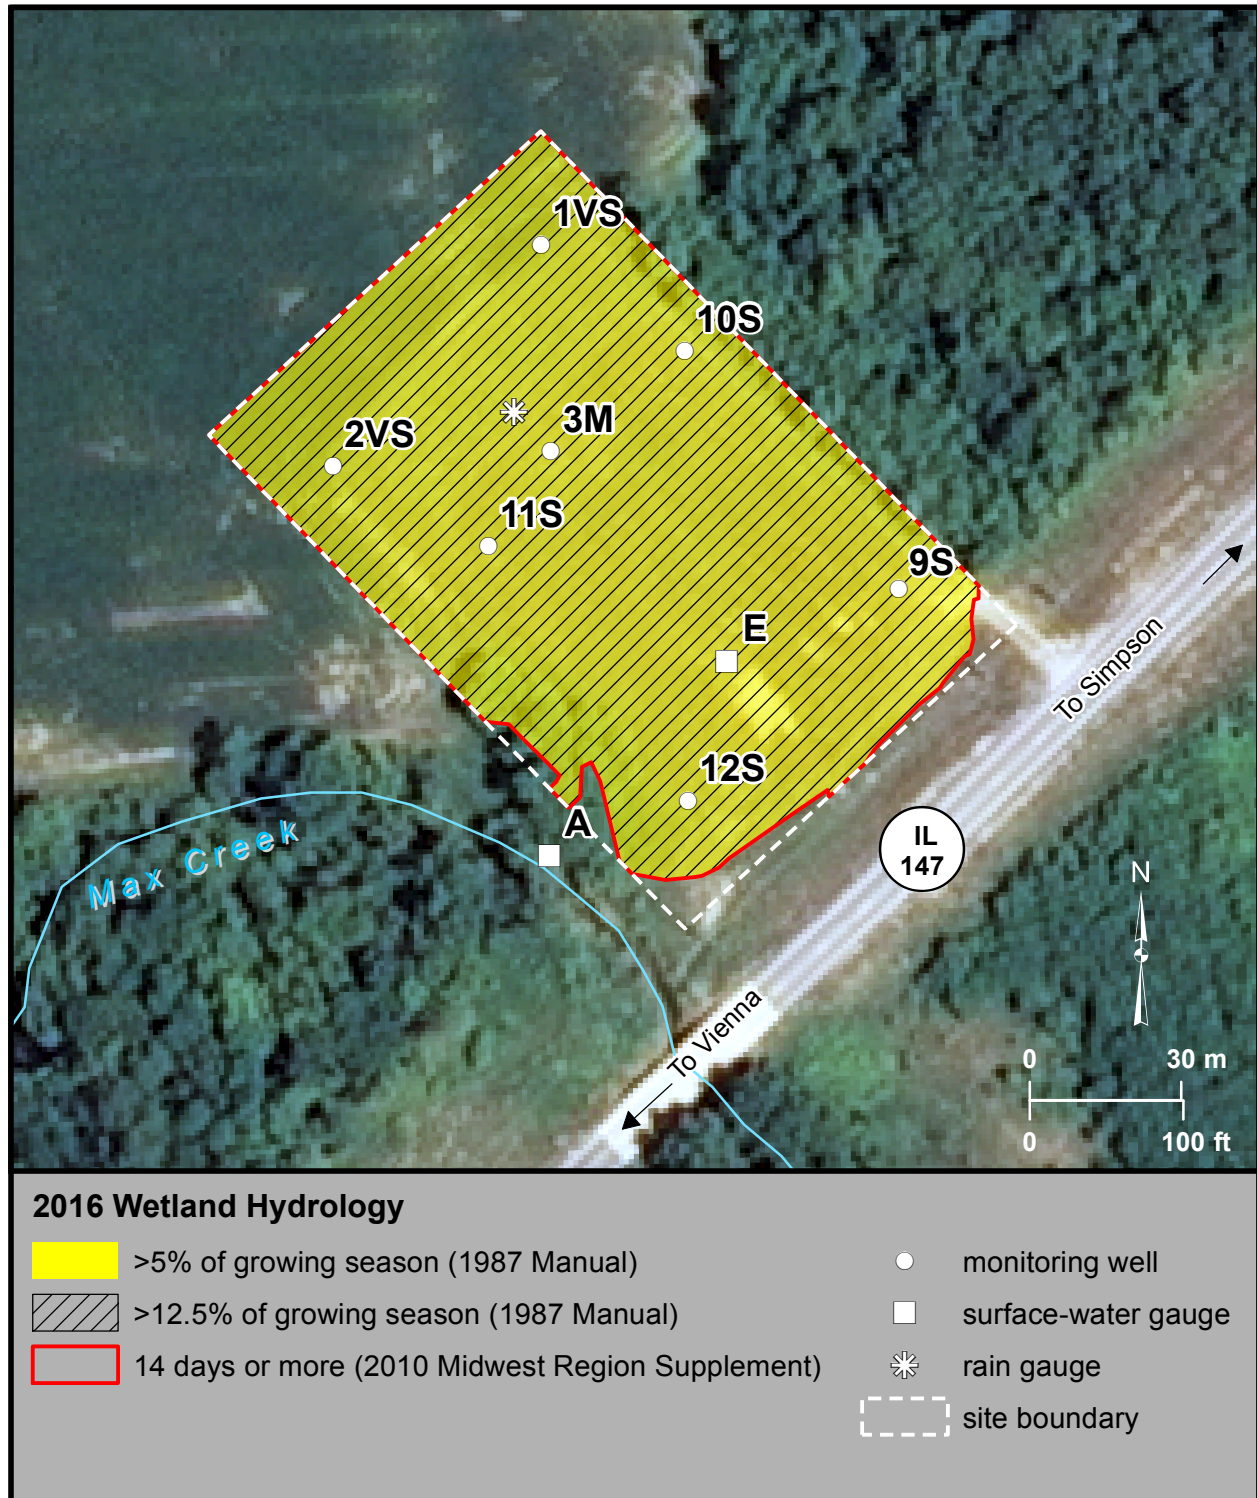 1VS
10S
3M
2VS
11S
9S
E
12S
A
Max Creek
To Simpson
IL
147
N
To Vienna
0 30 m
0 100 ft
2016 Wetland Hydrology
>5% of growing season (1987 Manual)
>12.5% of growing season (1987 Manual)
14 days or more (2010 Midwest Region Supplement)
monitoring well
surface-water gauge
rain gauge
site boundary